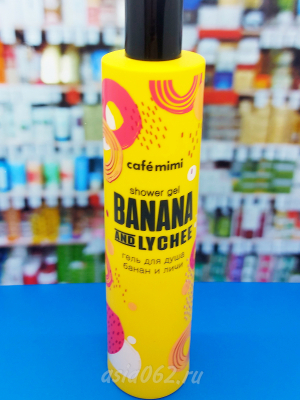 café mimi
shower gel
BANANA
AND LYCHEE
гель для душа
банан и личи
asia062.ru